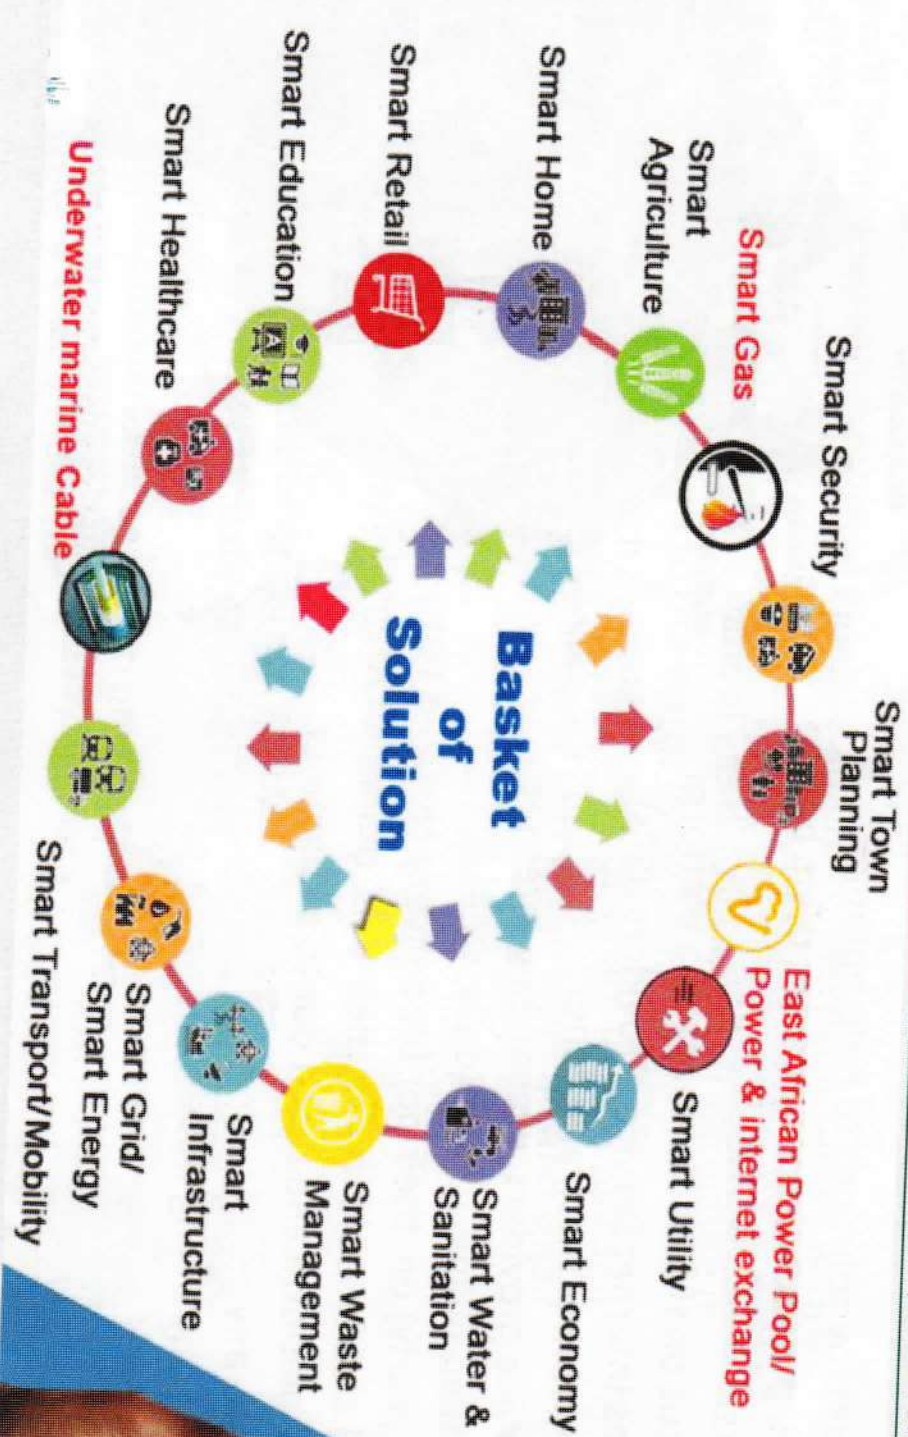 Smart Town
Planning
Smart Security
East African Power Pool/
Power & internet exchange
Smart Gas
Smart Utility
Smart
Agriculture
Smart Economy
Smart Home
Basket
of
Solution
Smart Water &
Sanitation
Smart Retail
Smart Waste
Management
Smart Education
Smart
Infrastructure
Smart Healthcare
Smart Grid/
Smart Energy
Underwater marine Cable
Smart Transport/Mobility